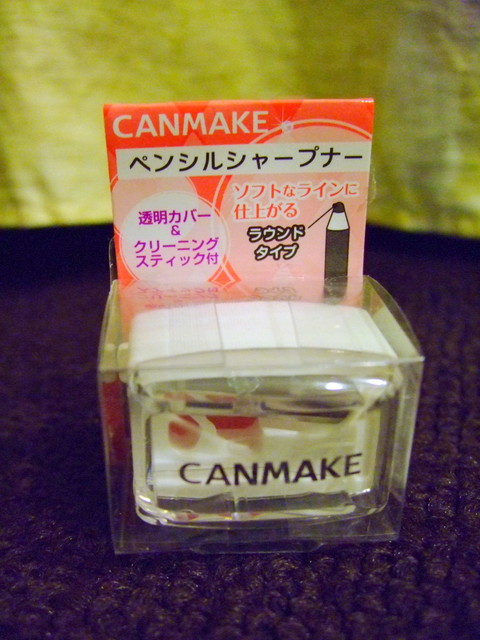 CANMAKE
ペンシルシャープナー
ソフトなラインに
仕上がる
ラウンド
タイプ
透明カバー
&
クリーニング
スティック付
CANMAKE